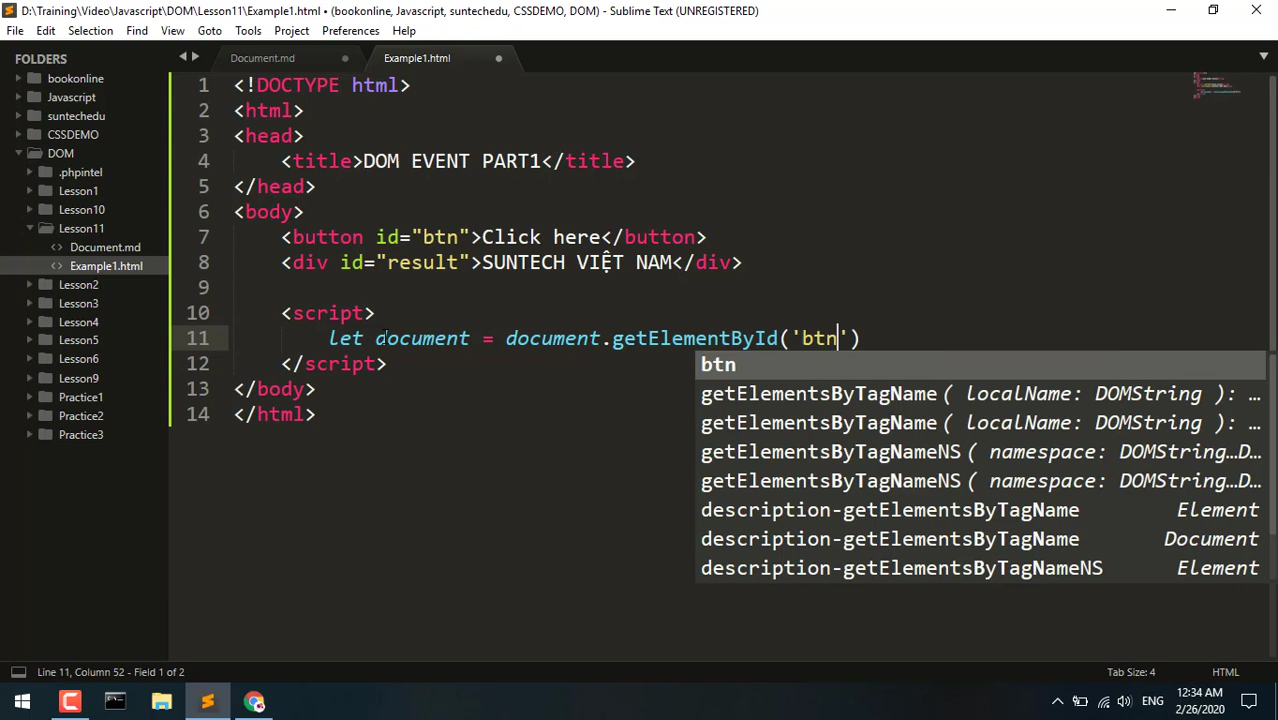 D:\Training\Video\Javascript\DOM\Lesson11\Example1.html • (bookonline, Javascript, suntechedu, CSSDEMO, DOM) - Sublime Text (UNREGISTERED)
File Edit Selection Find View Goto Tools Project Preferences Help
FOLDERS
bookonline
Javascript
suntechedu
CSSDEMO
DOM
.phpintel
Lesson1
Lesson10
Lesson11
Document.md
Example1.html
Lesson2
Lesson3
Lesson4
Lesson5
Lesson6
Lesson9
Practice1
Practice2
Practice3
Document.md Example1.html
1 <!DOCTYPE html>
2 <html>
3 <head>
4 <title>DOM EVENT PART1</title>
5 </head>
6 <body>
7 <button id="btn">Click here</button>
8 <div id="result">SUNTECH VIỆT NAM</div>
9
10 <script>
11 let document = document.getElementById('btn')
12 </script>
13 </body>
14 </html>
btn
getElementsByTagName( localName: DOMString ): …
getElementsByTagName( localName: DOMString ): …
getElementsByTagNameNS( namespace: DOMString…D…
getElementsByTagNameNS( namespace: DOMString…D…
description-getElementsByTagName Element
description-getElementsByTagName Document
description-getElementsByTagNameNS Element
Line 11, Column 52 - Field 1 of 2 Tab Size: 4 HTML
ENG 12:34 AM
2/26/2020